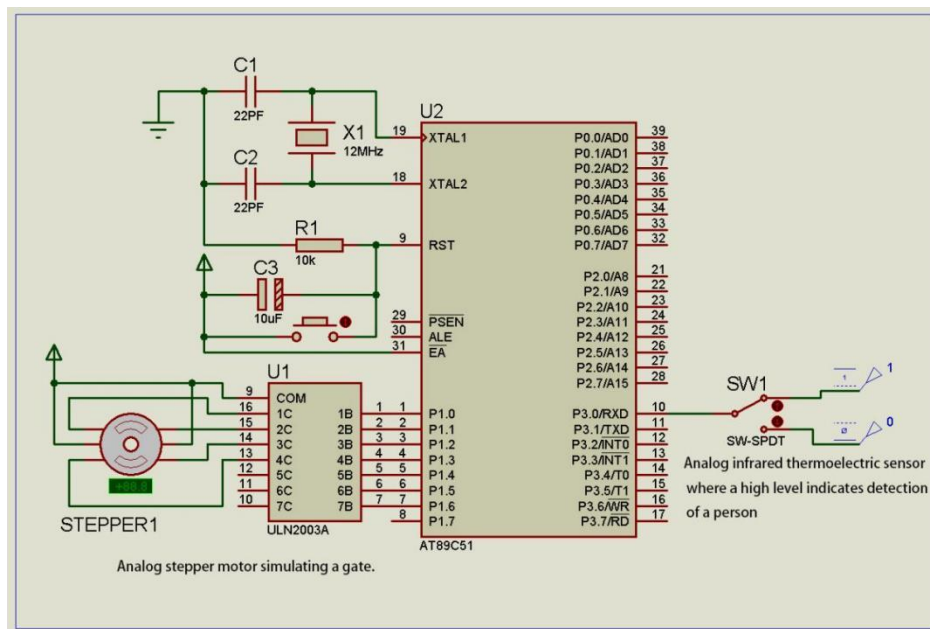 C1
22PF
X1
12MHz
C2
22PF
R1
10k
C3
10uF
U2
19 XTAL1
18 XTAL2
9 RST
29 PSEN
30 ALE
31 EA
1 P1.0
2 P1.1
3 P1.2
4 P1.3
5 P1.4
6 P1.5
7 P1.6
8 P1.7
P0.0/AD0 39
P0.1/AD1 38
P0.2/AD2 37
P0.3/AD3 36
P0.4/AD4 35
P0.5/AD5 34
P0.6/AD6 33
P0.7/AD7 32
P2.0/A8 21
P2.1/A9 22
P2.2/A10 23
P2.3/A11 24
P2.4/A12 25
P2.5/A13 26
P2.6/A14 27
P2.7/A15 28
P3.0/RXD 10
P3.1/TXD 11
P3.2/INT0 12
P3.3/INT1 13
P3.4/T0 14
P3.5/T1 15
P3.6/WR 16
P3.7/RD 17
AT89C51
U1
9 COM
16 1C 1B 1
15 2C 2B 2
14 3C 3B 3
13 4C 4B 4
12 5C 5B 5
11 6C 6B 6
10 7C 7B 7
ULN2003A
+88.8
STEPPER1
Analog stepper motor simulating a gate.
SW1
SW-SPDT
1
0
Analog infrared thermoelectric sensor
where a high level indicates detection
of a person